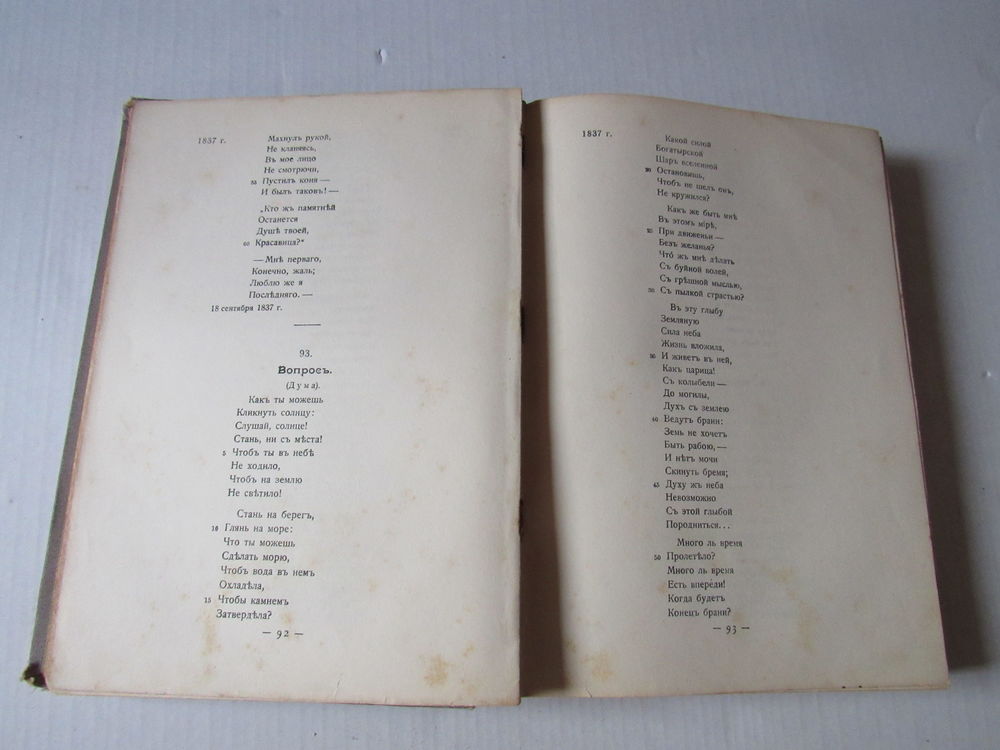 1837 г.
Махнулъ рукой,
Не кланяясь,
Въ мое лицо
Не смотрючи,
55 Пустилъ коня —
И былъ таковъ! —
„Кто жъ памятнѣй
Останется
Душѣ твоей,
60 Красавица?“
— Мнѣ перваго,
Конечно, жаль;
Люблю же я
Послѣдняго. —
18 сентября 1837 г.
93.
Вопросъ.
(Дума).
Какъ ты можешь
Кликнуть солнцу:
Слушай, солнце!
Стань, ни съ мѣста!
5 Чтобъ ты въ небѣ
Не ходило,
Чтобъ на землю
Не свѣтило!
Стань на берегъ,
10 Глянь на море:
Что ты можешь
Сдѣлать морю,
Чтобъ вода въ немъ
Охладѣла,
15 Чтобы камнемъ
Затвердѣла?
— 92 —
1837 г.
Какой силой
Богатырской
Шаръ вселенной
20 Остановишь,
Чтобъ не шелъ онъ,
Не кружился?
Какъ же быть мнѣ
Въ этомъ мірѣ,
25 При движеньи —
Безъ желанья?
Что́ жъ мнѣ дѣлать
Съ буйной волей,
Съ грѣшной мыслью,
30 Съ пылкой страстью?
Въ эту глыбу
Земляную
Сила неба
Жизнь вложила,
35 И живетъ въ ней,
Какъ царица!
Съ колыбели —
До могилы,
Духъ съ землею
40 Ведутъ брани:
Земь не хочетъ
Быть рабою, —
И нѣтъ мочи
Скинуть бремя;
45 Духу жъ неба
Невозможно
Съ этой глыбой
Породниться...
Много ль время
50 Пролетѣло?
Много ль время
Есть впереди!
Когда будетъ
Конецъ брани?
— 93 —